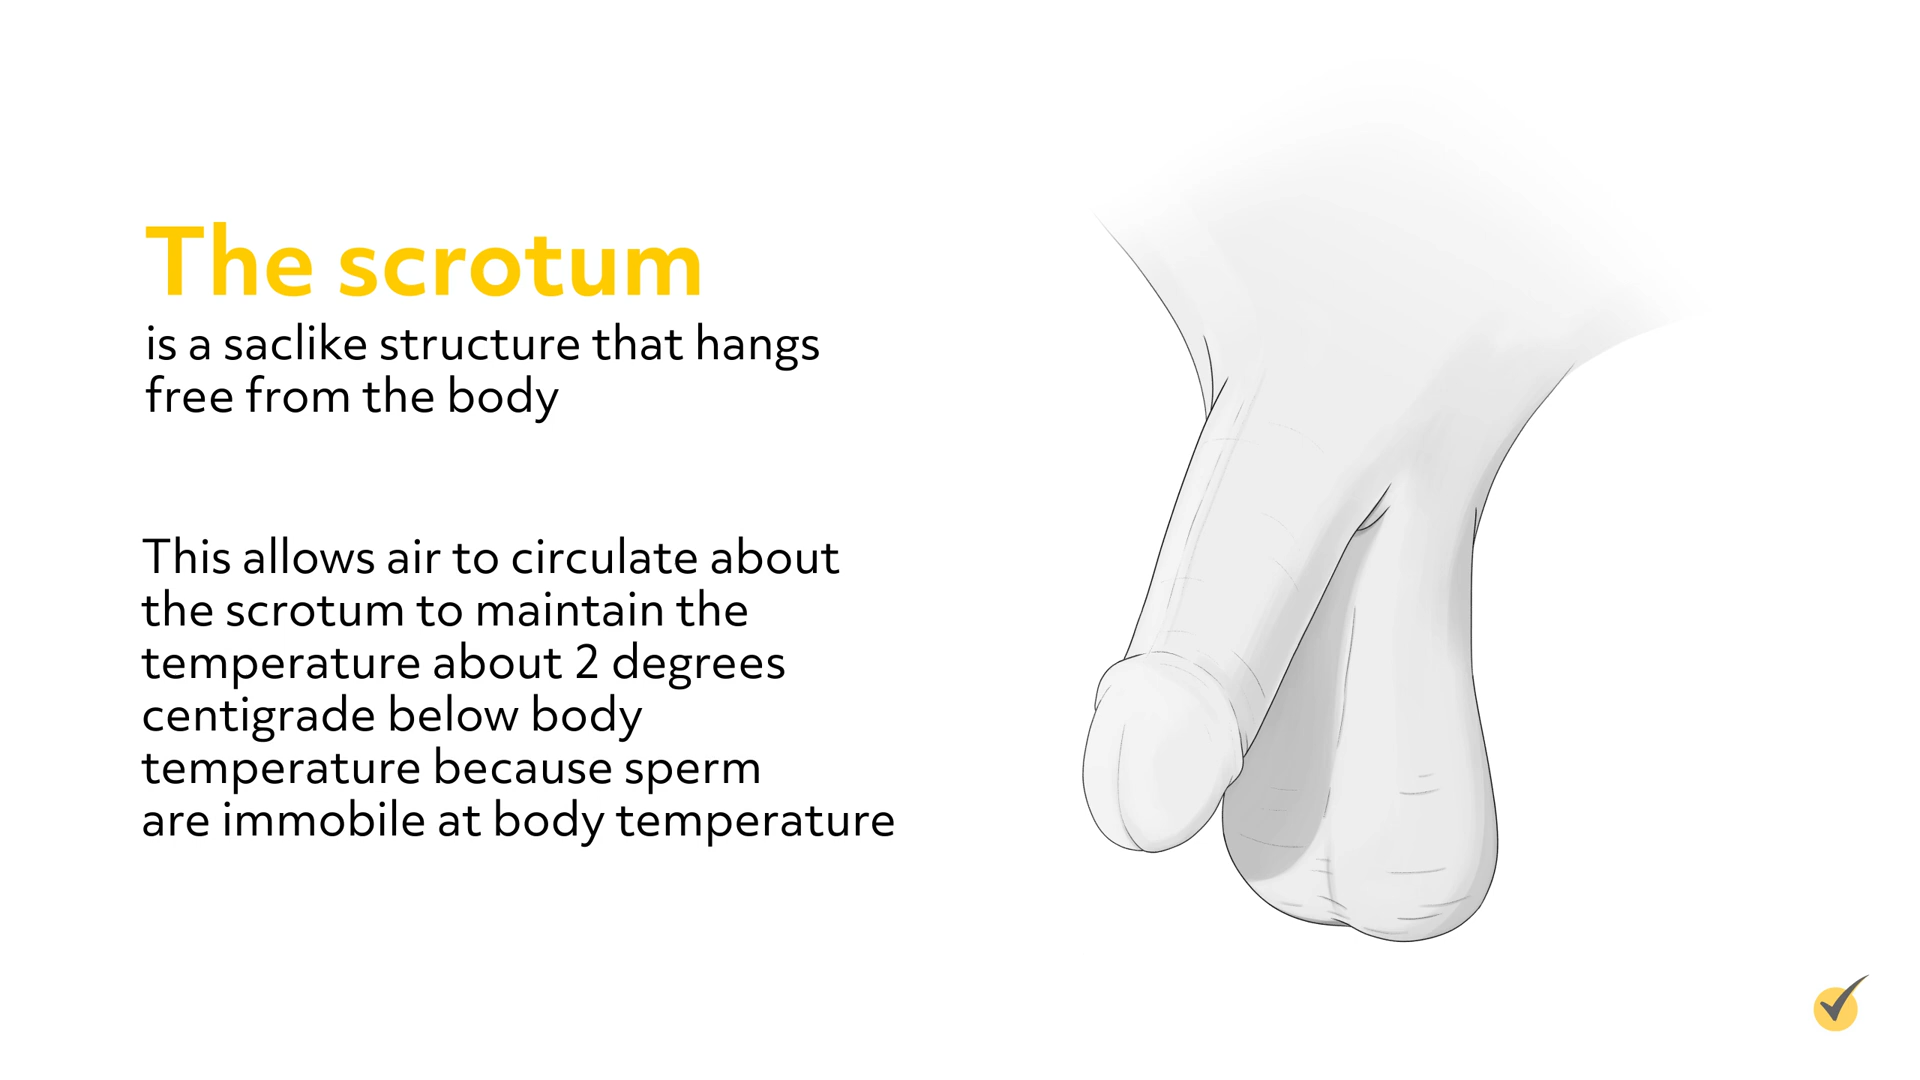 The scrotum
is a saclike structure that hangs
free from the body
This allows air to circulate about
the scrotum to maintain the
temperature about 2 degrees
centigrade below body
temperature because sperm
are immobile at body temperature